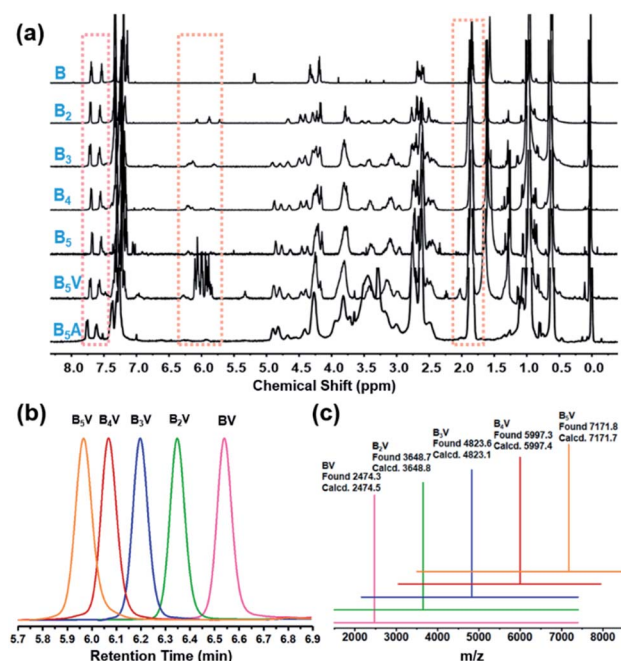 (a)
B
B₂
B₃
B₄
B₅
B₅V
B₅A
8.0 7.5 7.0 6.5 6.0 5.5 5.0 4.5 4.0 3.5 3.0 2.5 2.0 1.5 1.0 0.5 0.0
Chemical Shift (ppm)
(b)
B₅V B₄V B₃V B₂V BV
5.7 5.8 5.9 6.0 6.1 6.2 6.3 6.4 6.5 6.6 6.7 6.8 6.9
Retention Time (min)
(c)
BV
Found 2474.3
Calcd. 2474.5
B₂V
Found 3648.7
Calcd. 3648.8
B₃V
Found 4823.6
Calcd. 4823.1
B₄V
Found 5997.3
Calcd. 5997.4
B₅V
Found 7171.8
Calcd. 7171.7
2000 3000 4000 5000 6000 7000 8000
m/z